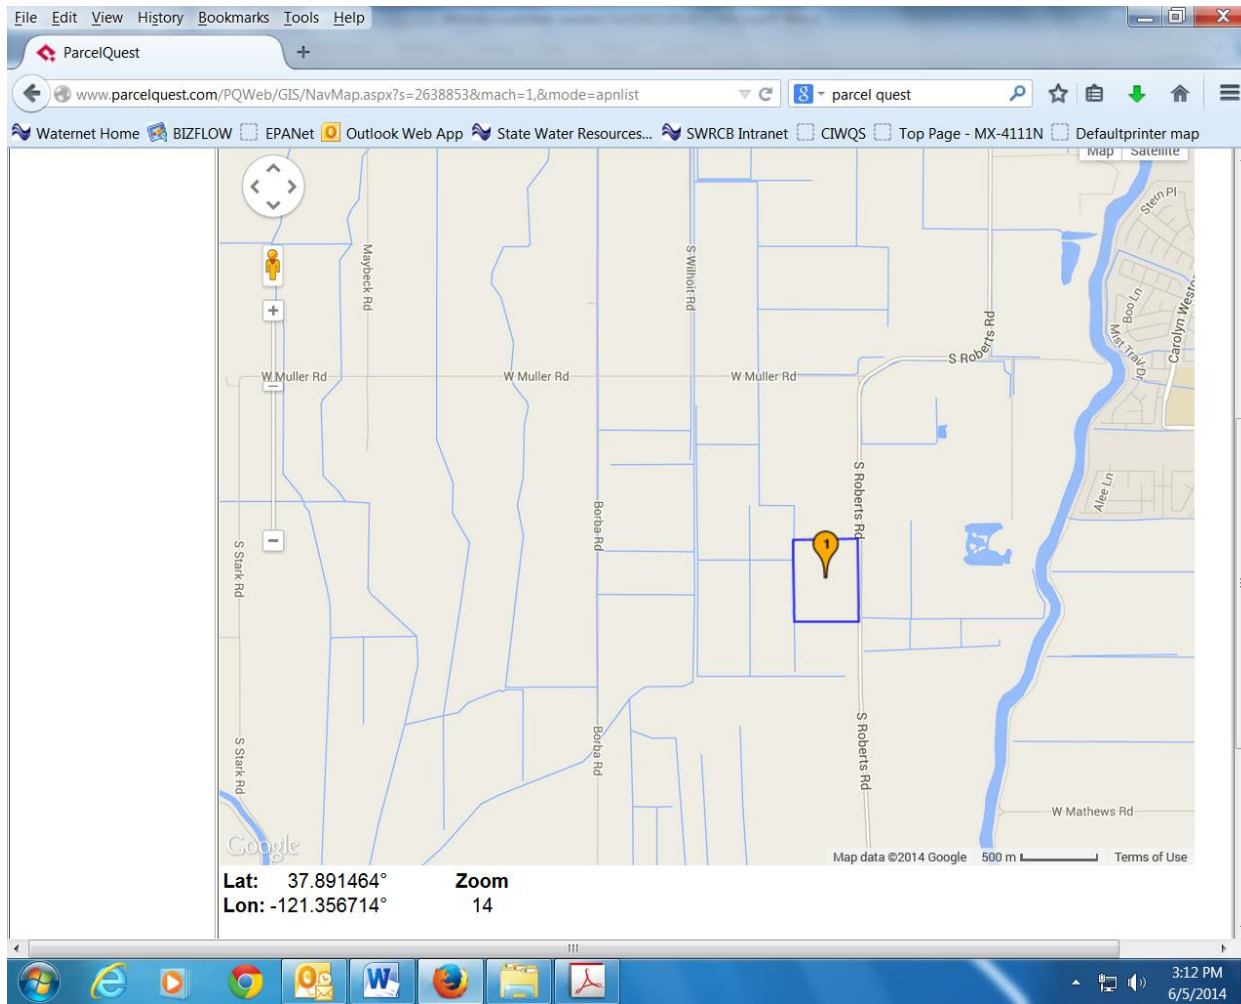 File Edit View History Bookmarks Tools Help
ParcelQuest
www.parcelquest.com/PQWeb/GIS/NavMap.aspx?s=2638853&mach=1,&mode=apnlist
parcel quest
Waternet Home BIZFLOW EPANet Outlook Web App State Water Resources... SWRCB Intranet CIWQS Top Page - MX-4111N Defaultprinter map
Map Satellite
Stern Pl
Maybeck Rd
S Wilhoit Rd
Boo Ln
Carolyn Westo
Mist Trail Dr
S Roberts Rd
W Muller Rd W Muller Rd W Muller Rd
S Roberts Rd
Alee Ln
Borba Rd
S Stark Rd
1
S Stark Rd
Borba Rd
S Roberts Rd
W Mathews Rd
Google
Map data ©2014 Google 500 m Terms of Use
Lat: 37.891464° Zoom
Lon: -121.356714° 14
3:12 PM
6/5/2014